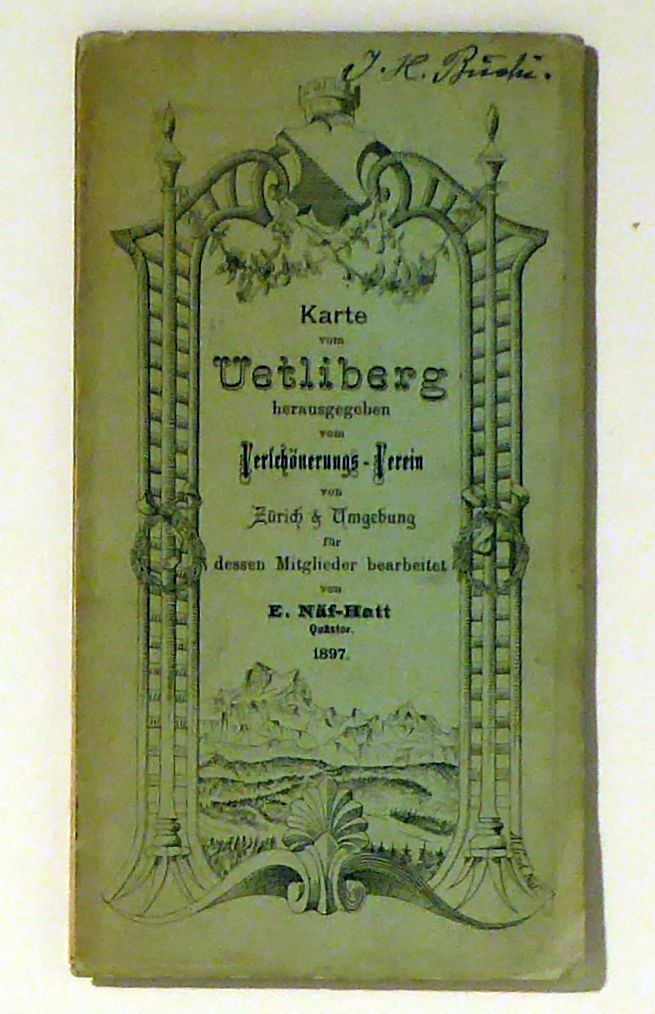 J. H. Büchi.
Karte
vom
Uetliberg
herausgegeben
vom
Verschönerungs-Verein
von
Zürich & Umgebung
für
dessen Mitglieder bearbeitet
von
E. Näf-Hatt
Quästor.
1897.